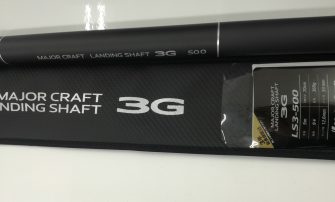 MAJOR CRAFT LANDING SHAFT 3G 500
MAJOR CRAFT
LANDING SHAFT 3G
MAJOR CRAFT
LANDING SHAFT
3G
LS3-500